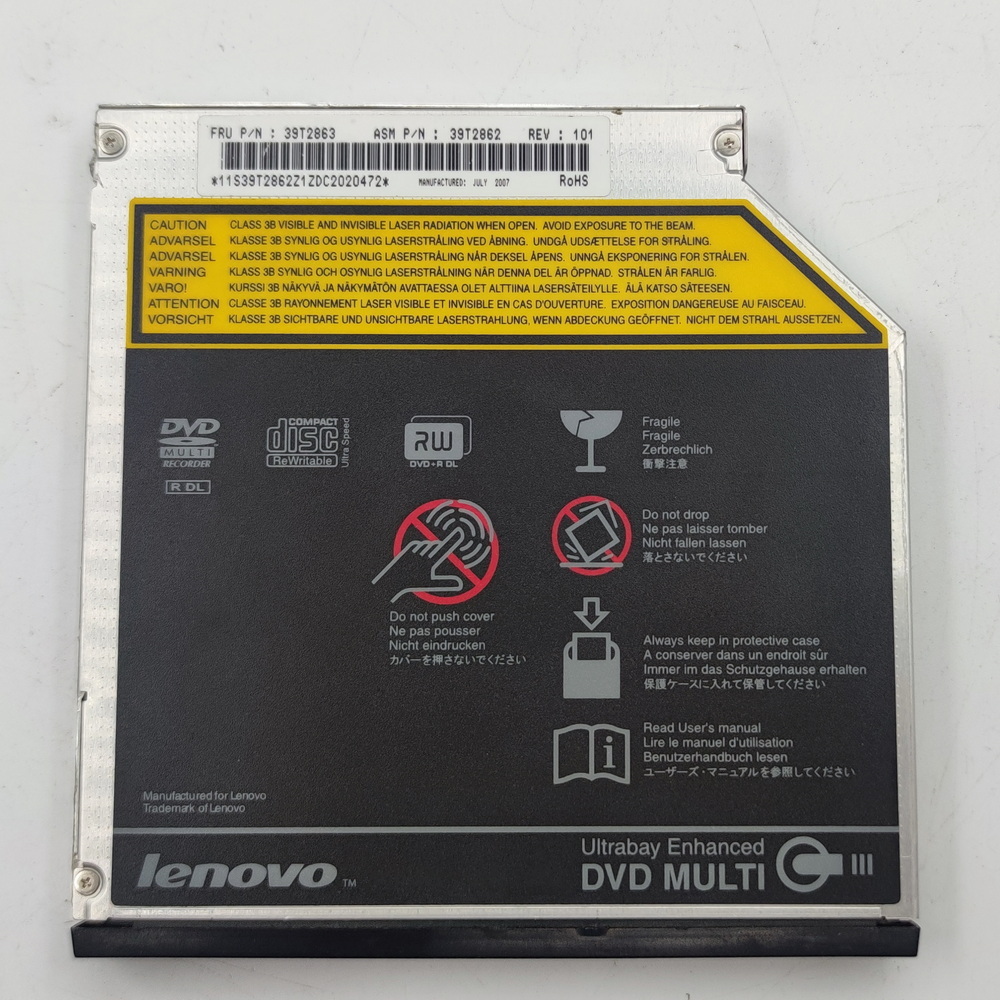 FRU P/N : 39T2863 ASM P/N : 39T2862 REV : 101
*11S39T2862Z1ZDC2020472* MANUFACTURED: JULY 2007 RoHS
CAUTION CLASS 3B VISIBLE AND INVISIBLE LASER RADIATION WHEN OPEN. AVOID EXPOSURE TO THE BEAM.
ADVARSEL KLASSE 3B SYNLIG OG USYNLIG LASERSTRÅLING VED ÅBNING. UNDGÅ UDSÆTTELSE FOR STRÅLING.
ADVARSEL KLASSE 3B SYNLIG OG USYNLIG LASERSTRÅLING NÅR DEKSEL ÅPENS. UNNGÅ EKSPONERING FOR STRÅLEN.
VARNING KLASS 3B SYNLIG OCH OSYNLIG LASERSTRÅLNING NÄR DENNA DEL ÄR ÖPPNAD. STRÅLEN ÄR FARLIG.
VARO! KURSSI 3B NÄKYVÄ JA NÄKYMÄTÖN AVATTAESSA OLET ALTTIINA LASERSÄTEILYLLE. ÄLÄ KATSO SÄTEESEN.
ATTENTION CLASSE 3B RAYONNEMENT LASER VISIBLE ET INVISIBLE EN CAS D'OUVERTURE. EXPOSITION DANGEREUSE AU FAISCEAU.
VORSICHT KLASSE 3B SICHTBARE UND UNSICHTBARE LASERSTRAHLUNG, WENN ABDECKUNG GEÖFFNET. NICHT DEM STRAHL AUSSETZEN.
DVD
MULTI
RECORDER
R DL
COMPACT
disc
ReWritable
Ultra Speed
RW
DVD+R DL
Fragile
Fragile
Zerbrechlich
衝撃注意
Do not drop
Ne pas laisser tomber
Nicht fallen lassen
落とさないでください
Do not push cover
Ne pas pousser
Nicht eindrucken
カバーを押さないでください
Always keep in protective case
A conserver dans un endroit sûr
Immer im das Schutzgehause erhalten
保護ケースに入れて保管してください
Read User's manual
Lire le manuel d'utilisation
Benutzerhandbuch lesen
ユーザーズ・マニュアルを参照してください
Manufactured for Lenovo
Trademark of Lenovo
lenovo TM
Ultrabay Enhanced
DVD MULTI